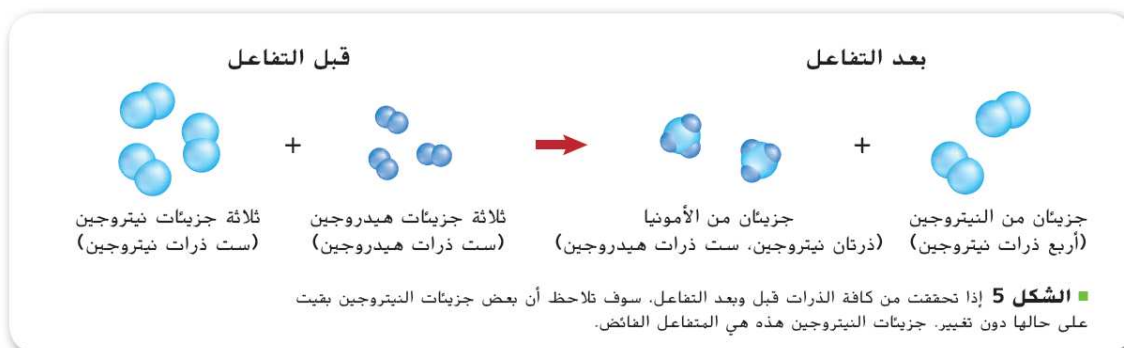 قبل التفاعل
بعد التفاعل
+
+
ثلاثة جزيئات نيتروجين
(ست ذرات نيتروجين)
ثلاثة جزيئات هيدروجين
(ست ذرات هيدروجين)
جزيئان من الأمونيا
(ذرتان نيتروجين، ست ذرات هيدروجين)
جزيئان من النيتروجين
(أربع ذرات نيتروجين)
الشكل 5 إذا تحققت من كافة الذرات قبل وبعد التفاعل، سوف تلاحظ أن بعض جزيئات النيتروجين بقيت
على حالها دون تغيير. جزيئات النيتروجين هذه هي المتفاعل الفائض.